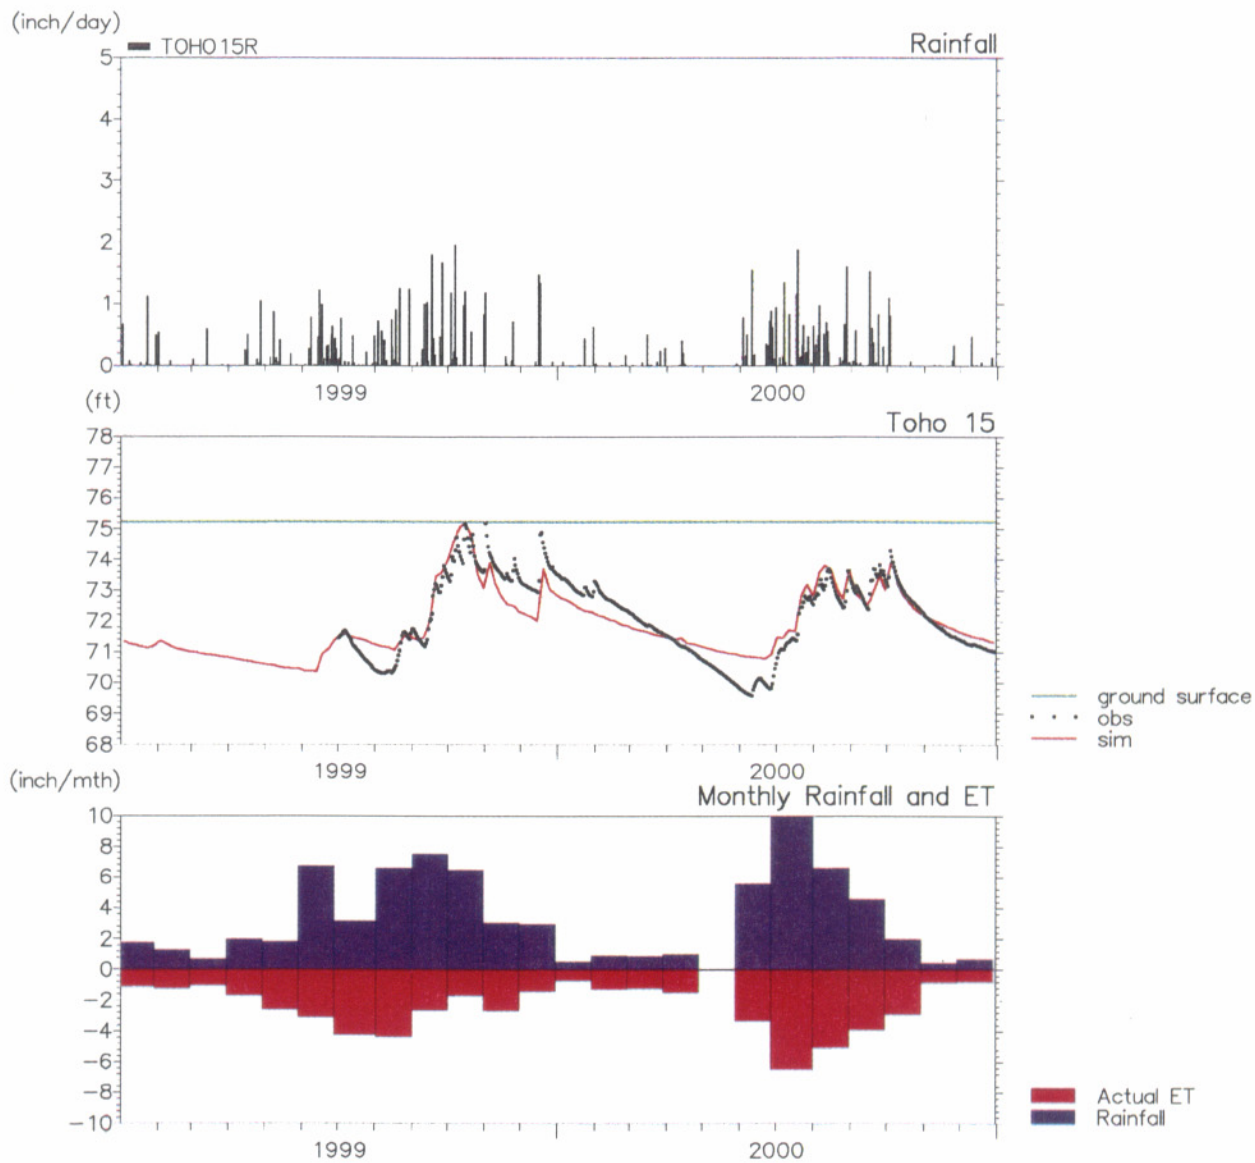 (inch/day)
TOHO15R
Rainfall
5
4
3
2
1
0
1999
2000
(ft)
Toho 15
78
77
76
75
74
73
72
71
70
69
68
ground surface
obs
sim
1999
2000
(inch/mth)
Monthly Rainfall and ET
10
8
6
4
2
0
-2
-4
-6
-8
-10
Actual ET
Rainfall
1999
2000